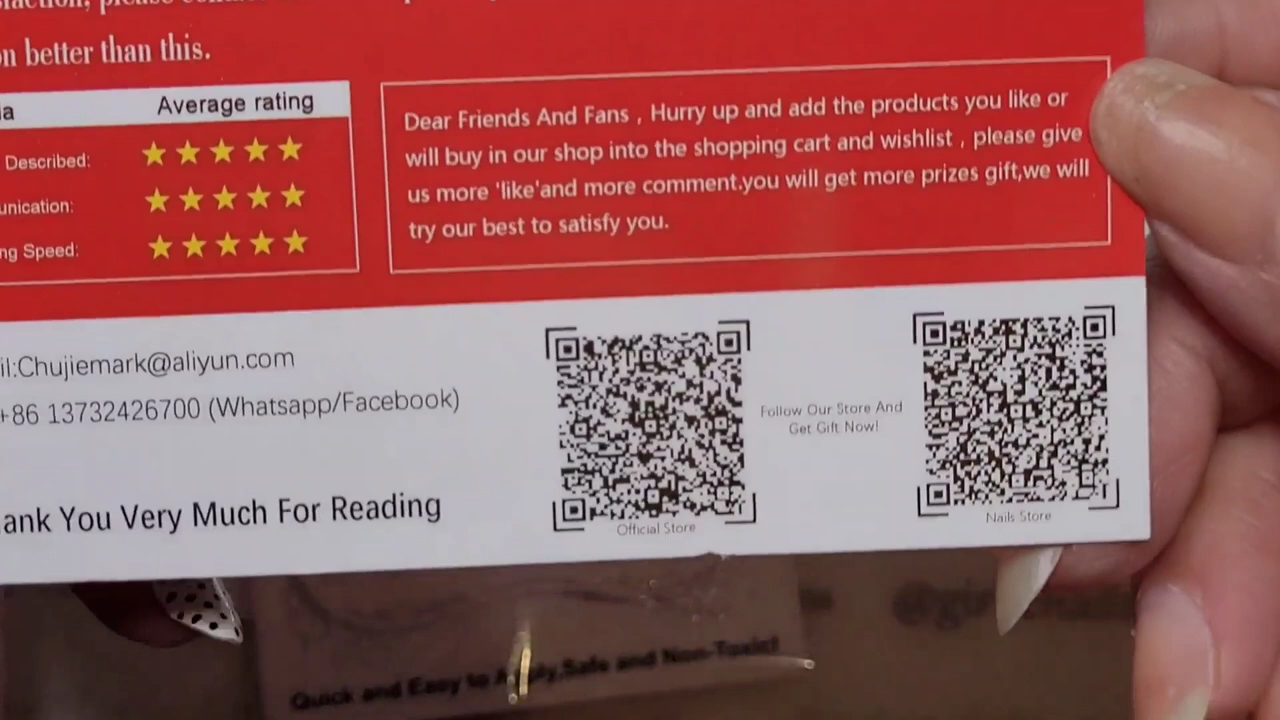 on better than this.
Average rating
Described:
ng Speed:
Dear Friends And Fans , Hurry up and add the products you like or
will buy in our shop into the shopping cart and wishlist , please give
us more 'like'and more comment.you will get more prizes gift,we will
try our best to satisfy you.
il:Chujiemark@aliyun.com
+86 13732426700 (Whatsapp/Facebook)
ank You Very Much For Reading
Follow Our Store And
Get Gift Now!
Official Store
Nails Store
Quick and Easy to Apply,Safe and Non-Toxic!